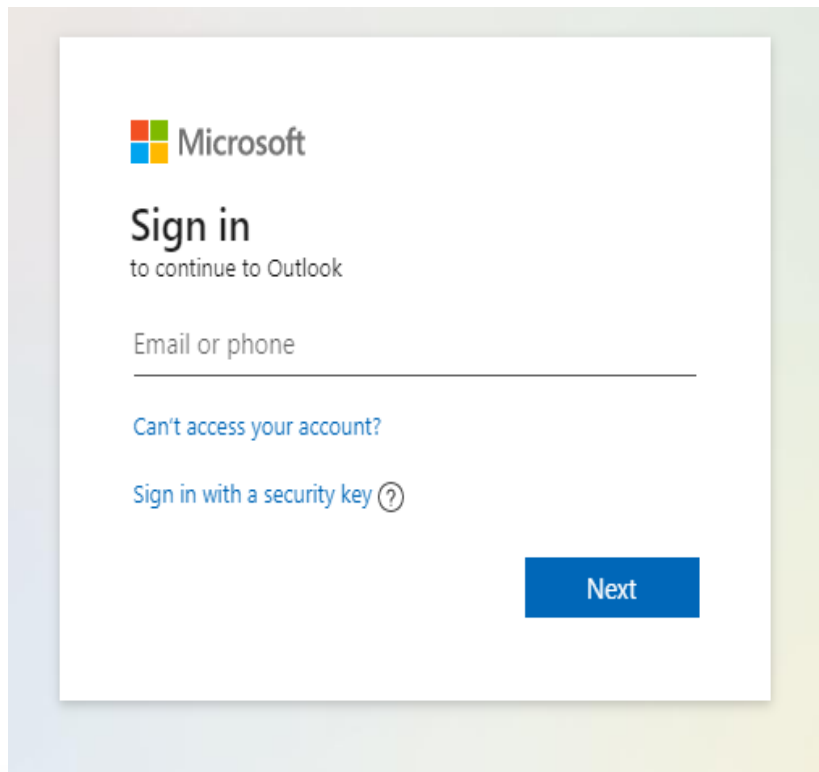 Microsoft
Sign in
to continue to Outlook
Email or phone
Can't access your account?
Sign in with a security key
Next